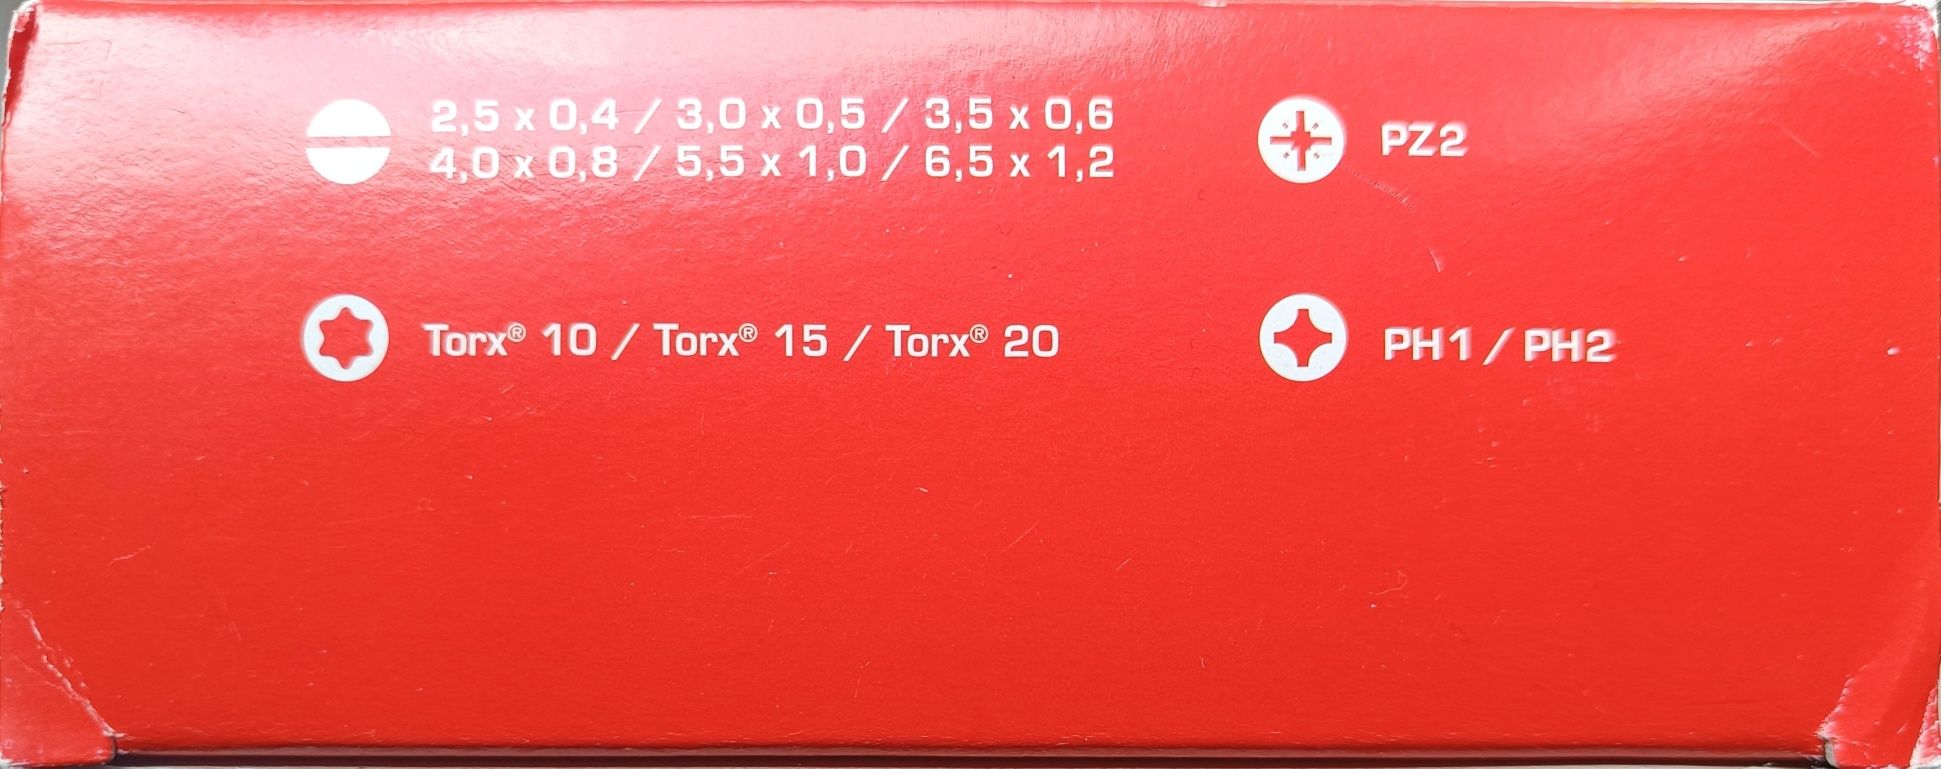 2,5 x 0,4 / 3,0 x 0,5 / 3,5 x 0,6
4,0 x 0,8 / 5,5 x 1,0 / 6,5 x 1,2
PZ2
Torx® 10 / Torx® 15 / Torx® 20
PH1 / PH2